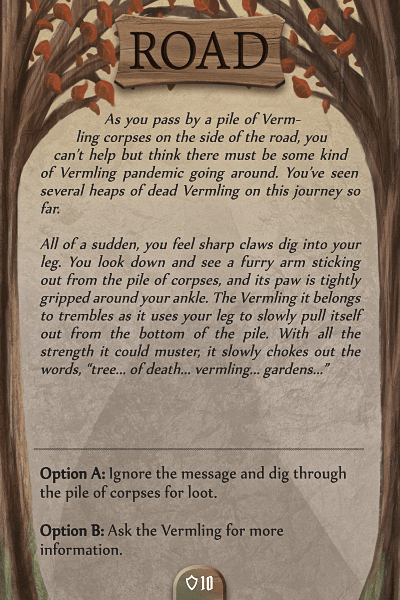 ROAD
As you pass by a pile of Verm-
ling corpses on the side of the road, you
can't help but think there must be some kind
of Vermling pandemic going around. You've seen
several heaps of dead Vermling on this journey so
far.
All of a sudden, you feel sharp claws dig into your
leg. You look down and see a furry arm sticking
out from the pile of corpses, and its paw is tightly
gripped around your ankle. The Vermling it belongs
to trembles as it uses your leg to slowly pull itself
out from the bottom of the pile. With all the
strength it could muster, it slowly chokes out the
words, "tree... of death... vermling... gardens..."
Option A: Ignore the message and dig through
the pile of corpses for loot.
Option B: Ask the Vermling for more
information.
10